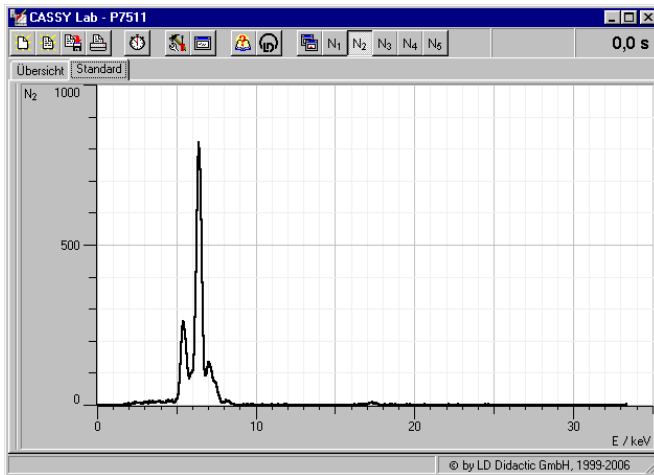 CASSY Lab - P7511
N₁ N₂ N₃ N₄ N₅ 0,0 s
Übersicht Standard
N₂ 1000
500
0
0 10 20 30
E / keV
© by LD Didactic GmbH, 1999-2006